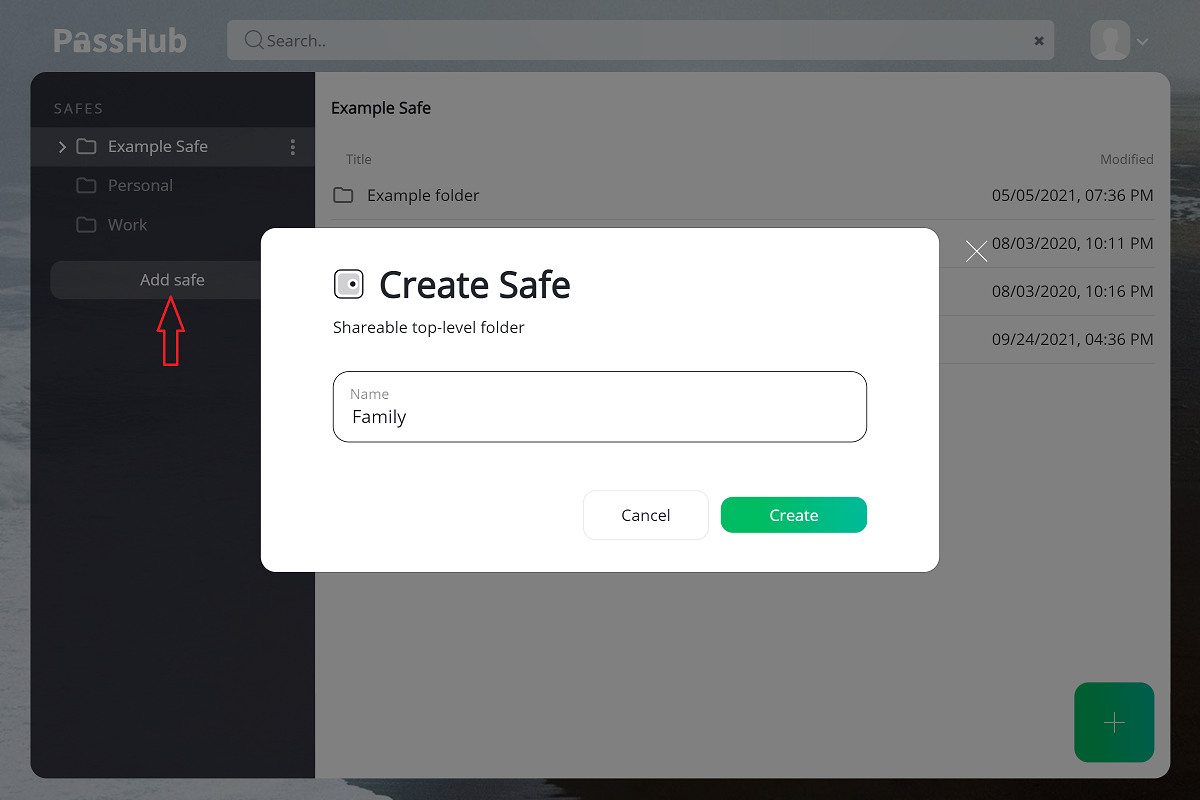 PassHub
Search..
SAFES
Example Safe
Personal
Work
Add safe
Example Safe
Title Modified
Example folder 05/05/2021, 07:36 PM
08/03/2020, 10:11 PM
08/03/2020, 10:16 PM
09/24/2021, 04:36 PM
Create Safe
Shareable top-level folder
Name
Family
Cancel Create